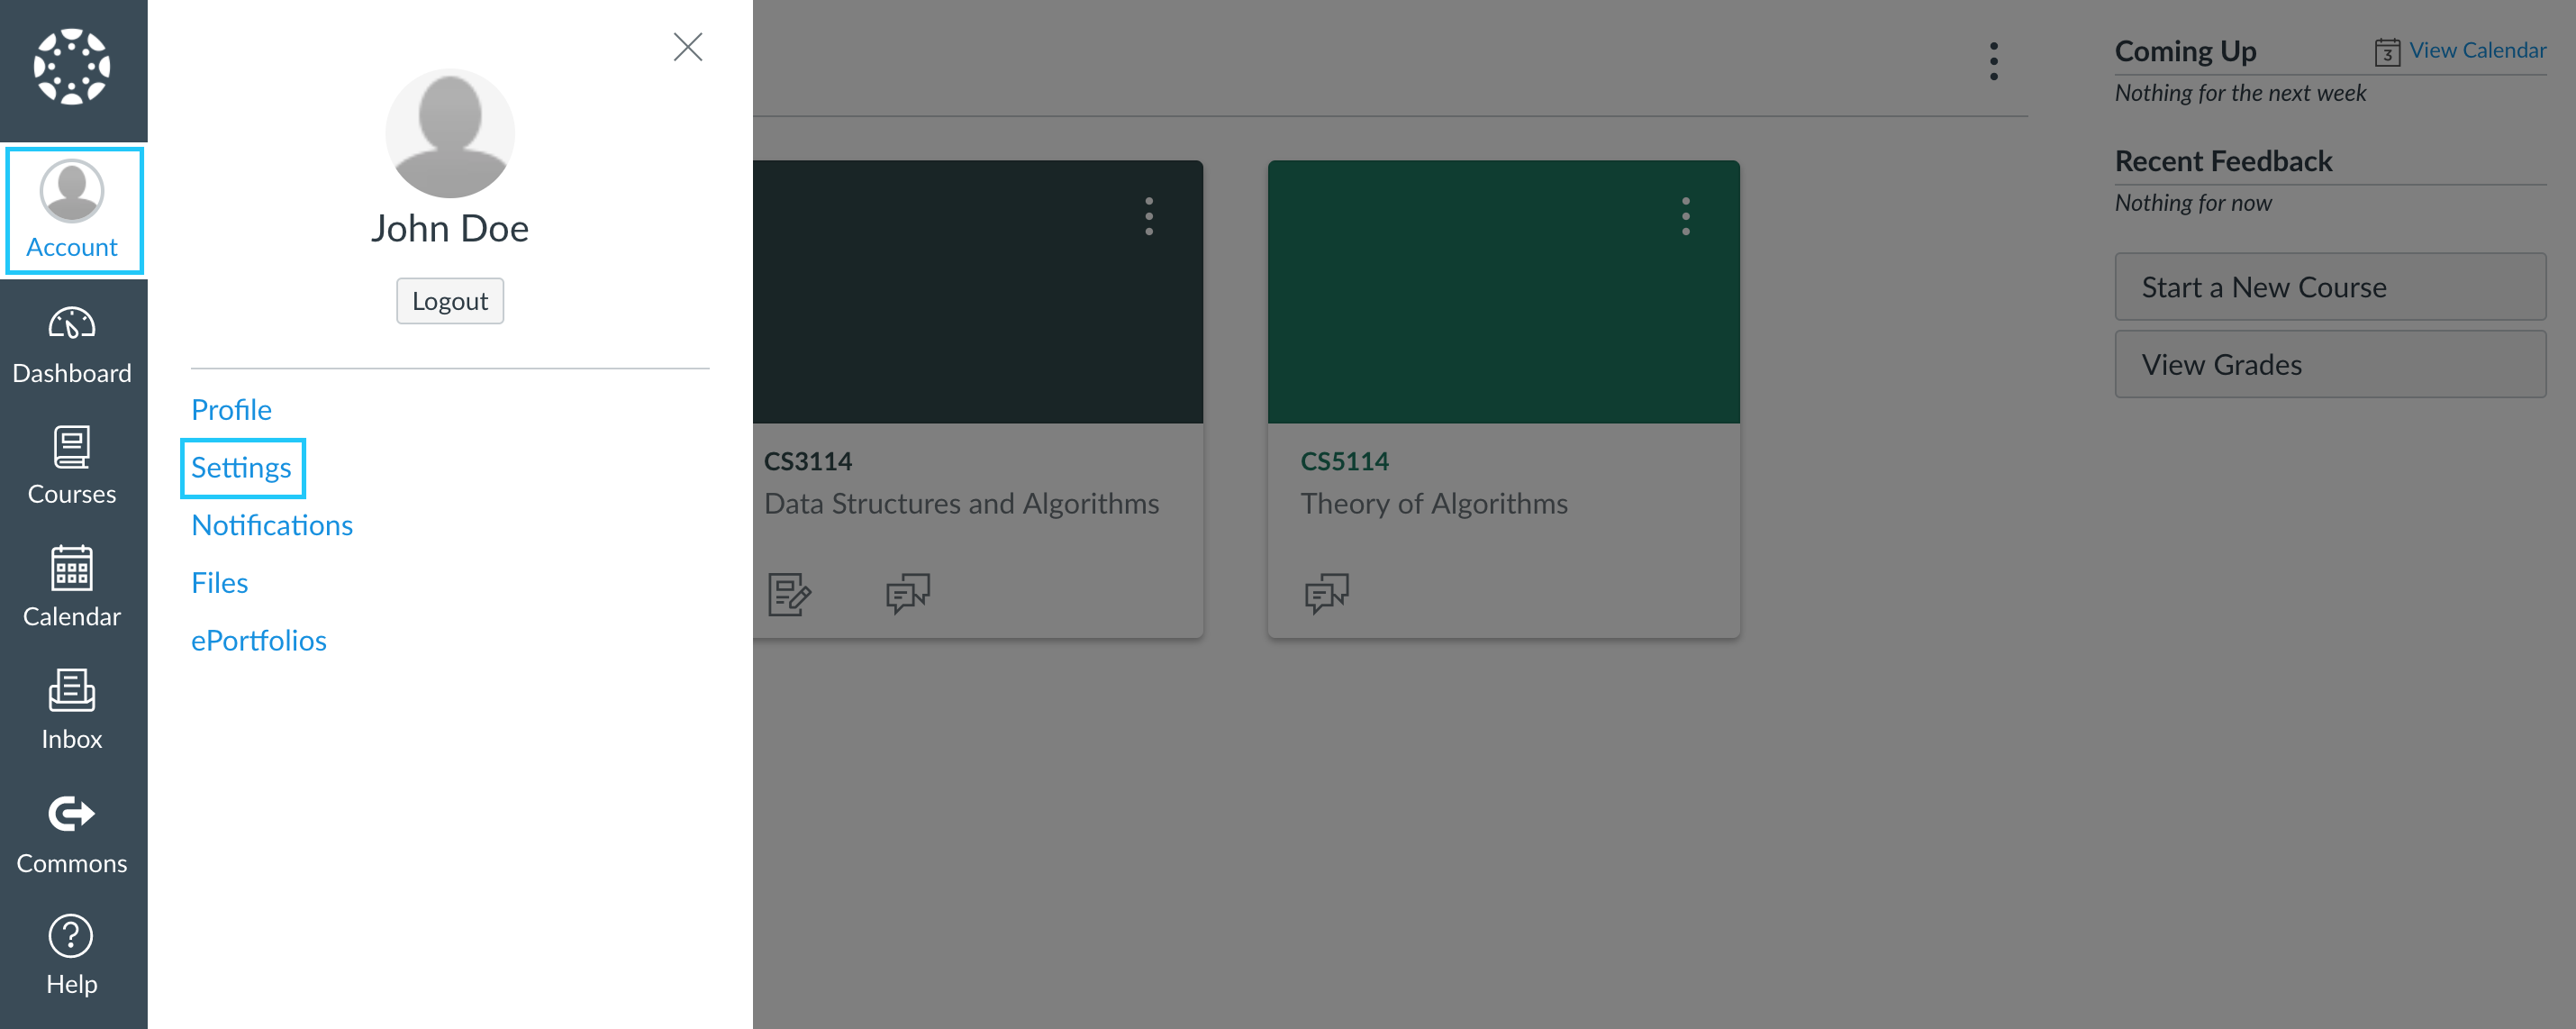 Account
Dashboard
Courses
Calendar
Inbox
Commons
Help
John Doe
Logout
Profile
Settings
Notifications
Files
ePortfolios
CS3114
Data Structures and Algorithms
CS5114
Theory of Algorithms
Coming Up
3 View Calendar
Nothing for the next week
Recent Feedback
Nothing for now
Start a New Course
View Grades